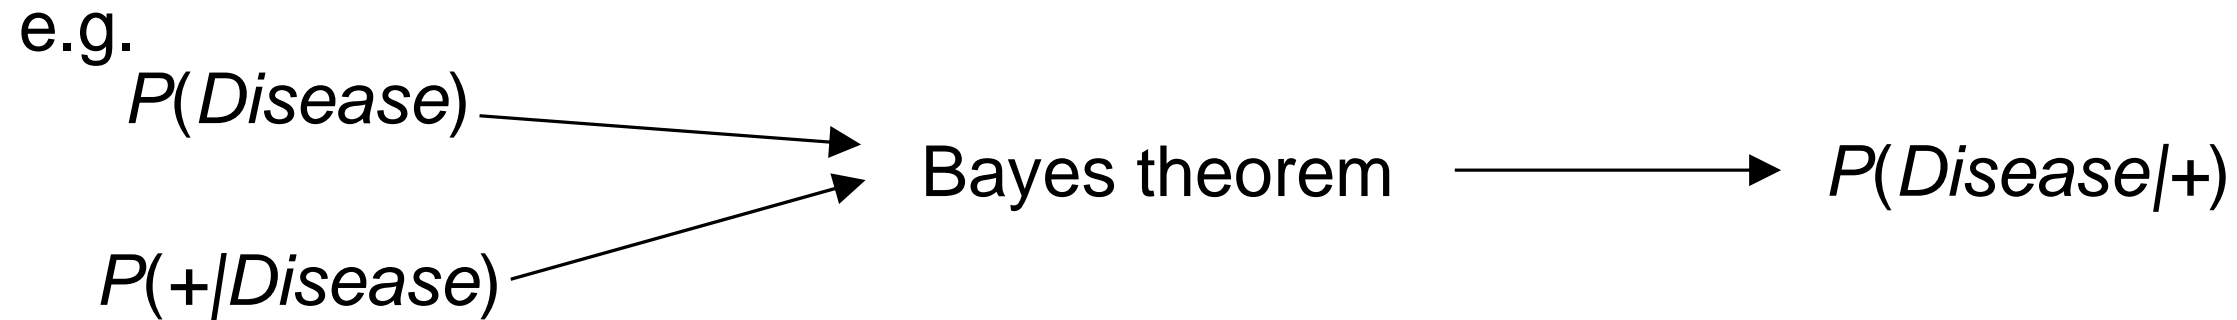 e.g.
P(Disease)
Bayes theorem
P(Disease|+)
P(+|Disease)